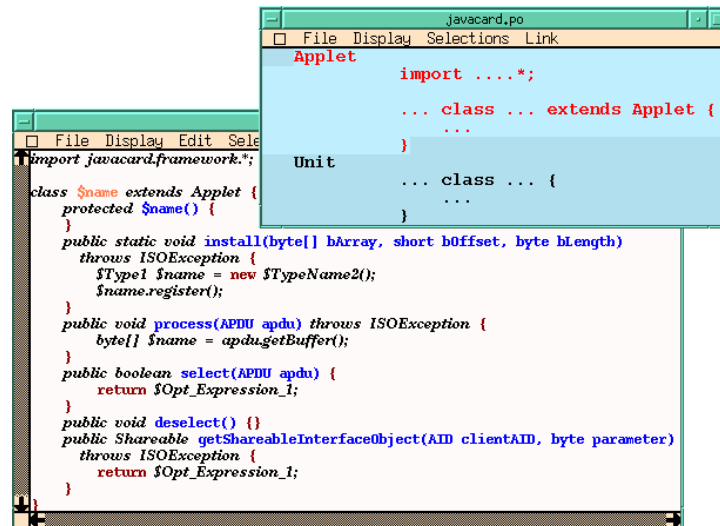 javacard.po
File Display Selections Link
Applet
import ....*;
... class ... extends Applet {
...
}
Unit
... class ... {
...
}
File Display Edit
import javacard.framework.*;
class $name extends Applet {
protected $name() {
}
public static void install(byte[] bArray, short bOffset, byte bLength)
throws ISOException {
$Type1 $name = new $TypeName2();
$name.register();
}
public void process(APDU apdu) throws ISOException {
byte[] $name = apdu.getBuffer();
}
public boolean select(APDU apdu) {
return $Opt_Expression_1;
}
public void deselect() {}
public Shareable getShareableInterfaceObject(AID clientAID, byte parameter)
throws ISOException {
return $Opt_Expression_1;
}
}